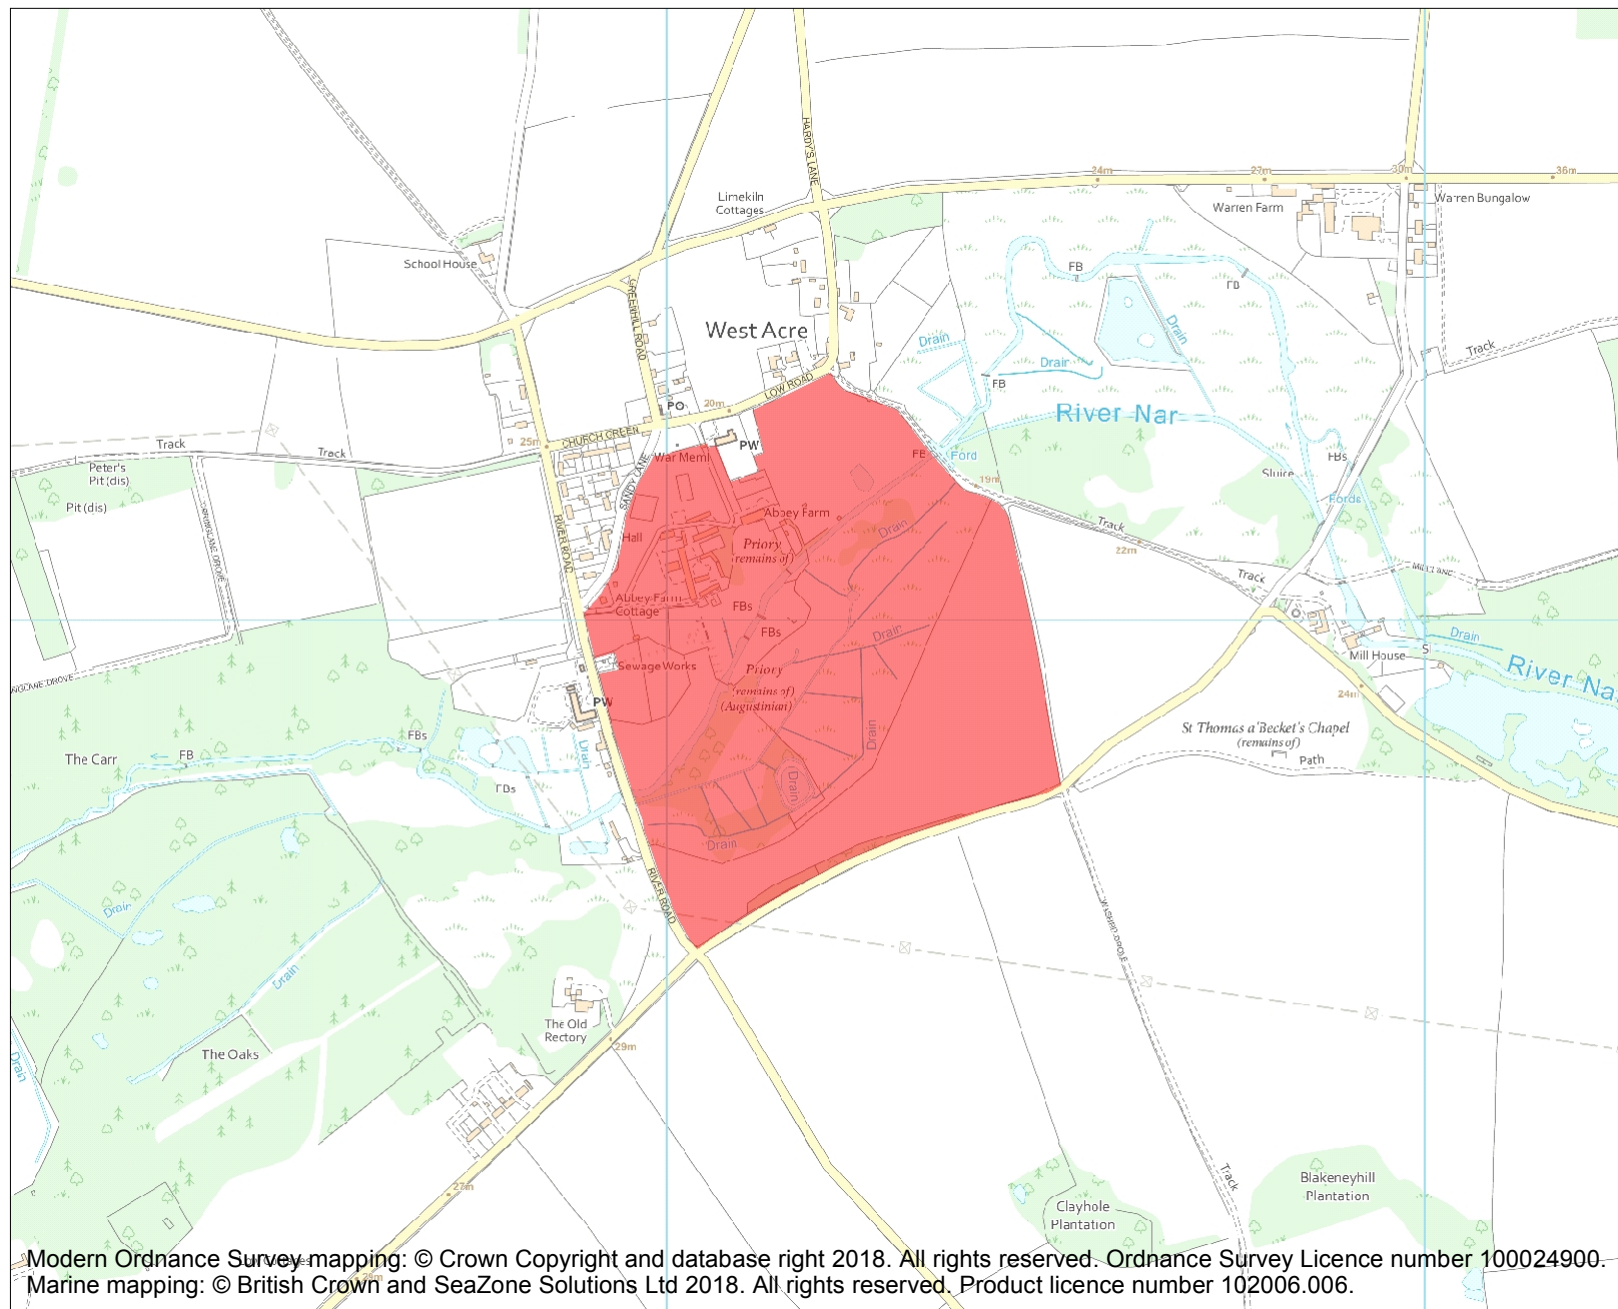 HARDY'S LANE
24m
27m
30m
36m
Limekiln
Cottages
Warren Farm
Warren Bungalow
School House
FB
FB
GREENHILL ROAD
West Acre
Drain
Drain
Drain
Track
FB
LOW ROAD
PO
20m
River Nar
CHURCH GREEN
25m
PW
Track
Track
War Meml
FB
Ford
FBs
Peter's
Pit (dis)
Sluice
19m
SANDY LANE
Fords
Pit (dis)
Abbey Farm
Drain
Track
RIVER ROAD
Hall
Priory
(remains of)
22m
Track
MILL LANE
Abbey Farm
Cottage
FBs
FBs
Drain
Drain
Mill House
S
Sewage Works
Priory
(remains of)
(Augustinian)
River Na
24m
PW
St Thomas a'Becket's Chapel
(remains of)
Path
The Carr
FB
FBs
Drain
Drain
Drain
FBs
Drain
RIVER ROAD
Drain
Drain
The Old
Rectory
29m
The Oaks
Drain
27m
Track
Blakeneyhill
Plantation
Clayhole
Plantation
Modern Ordnance Survey mapping: © Crown Copyright and database right 2018. All rights reserved. Ordnance Survey Licence number 100024900.
Marine mapping: © British Crown and SeaZone Solutions Ltd 2018. All rights reserved. Product licence number 102006.006.